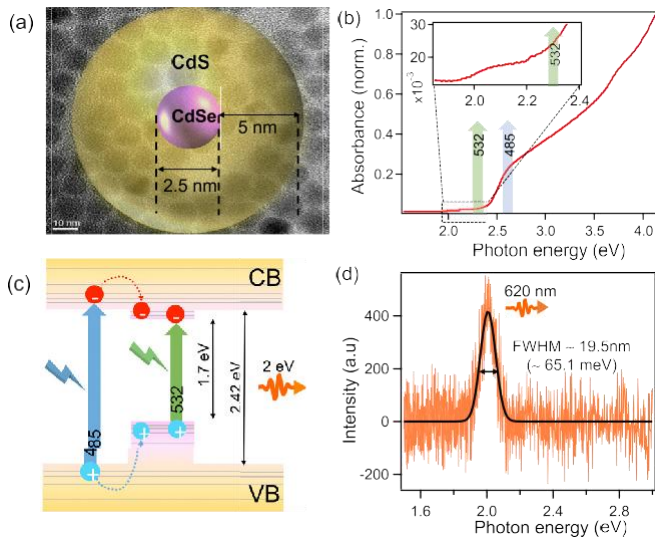 (a)
CdS
CdSe
5 nm
2.5 nm
10 nm
(b)
Absorbance (norm.)
1.0
0.8
0.6
0.4
0.2
x10⁻³
30
20
10
2.0
2.2
2.4
532
532
485
2.0
2.5
3.0
3.5
4.0
Photon energy (eV)
(c)
CB
485
532
1.7 eV
2.42 eV
2 eV
VB
(d)
620 nm
FWHM ~ 19.5nm
(~ 65.1 meV)
Intensity (a.u)
400
200
0
-200
1.6
2.0
2.4
2.8
Photon energy (eV)